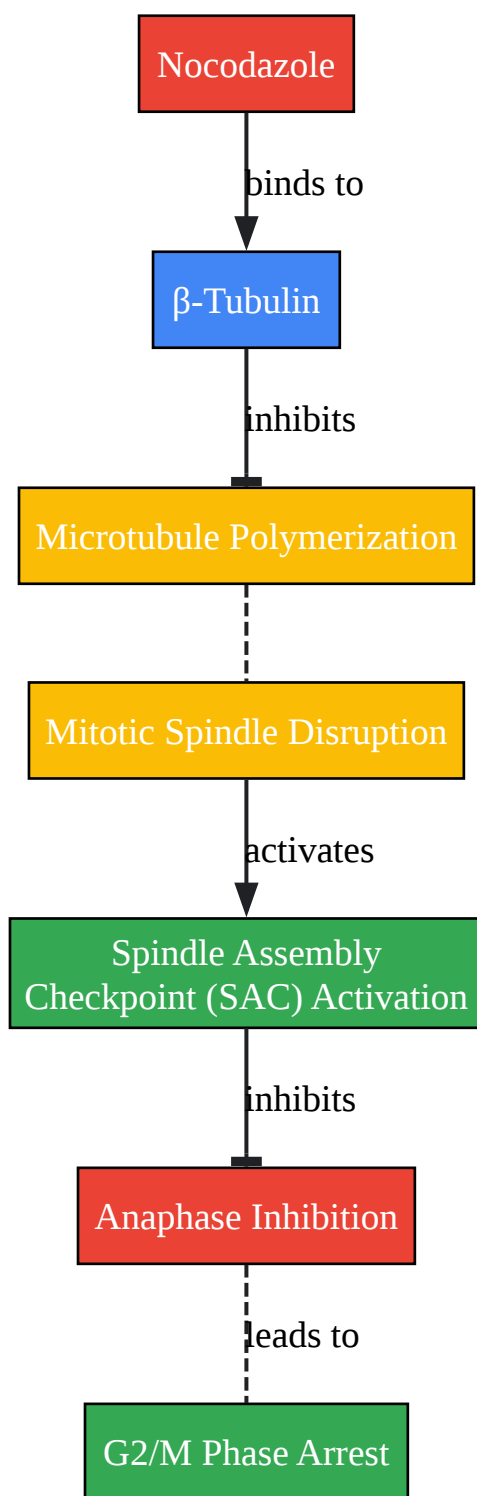 Nocodazole
binds to
β-Tubulin
inhibits
Microtubule Polymerization
Mitotic Spindle Disruption
activates
Spindle Assembly
Checkpoint (SAC) Activation
inhibits
Anaphase Inhibition
leads to
G2/M Phase Arrest